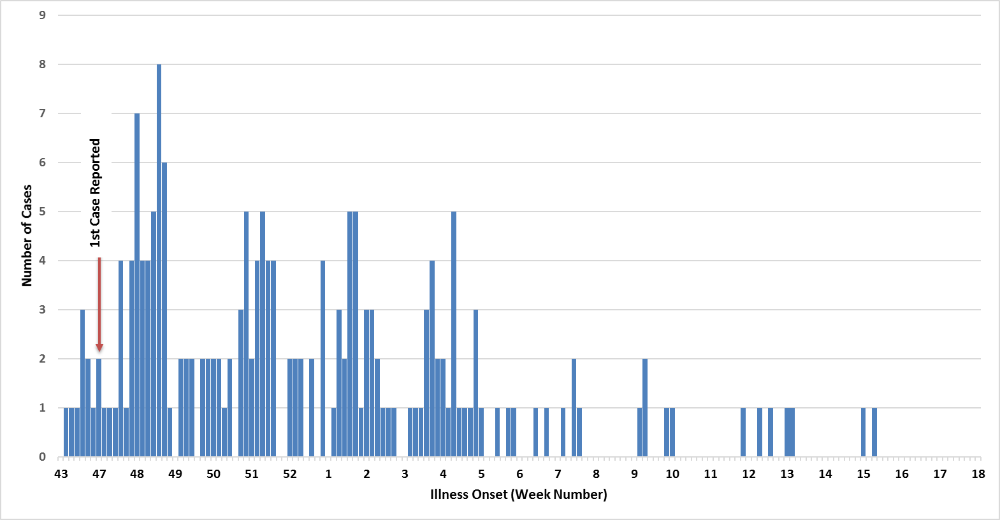 9
8
7
6
5
4
3
2
1
0
Number of Cases
1st Case Reported
43 47 48 49 50 51 52 1 2 3 4 5 6 7 8 9 10 11 12 13 14 15 16 17 18
Illness Onset (Week Number)